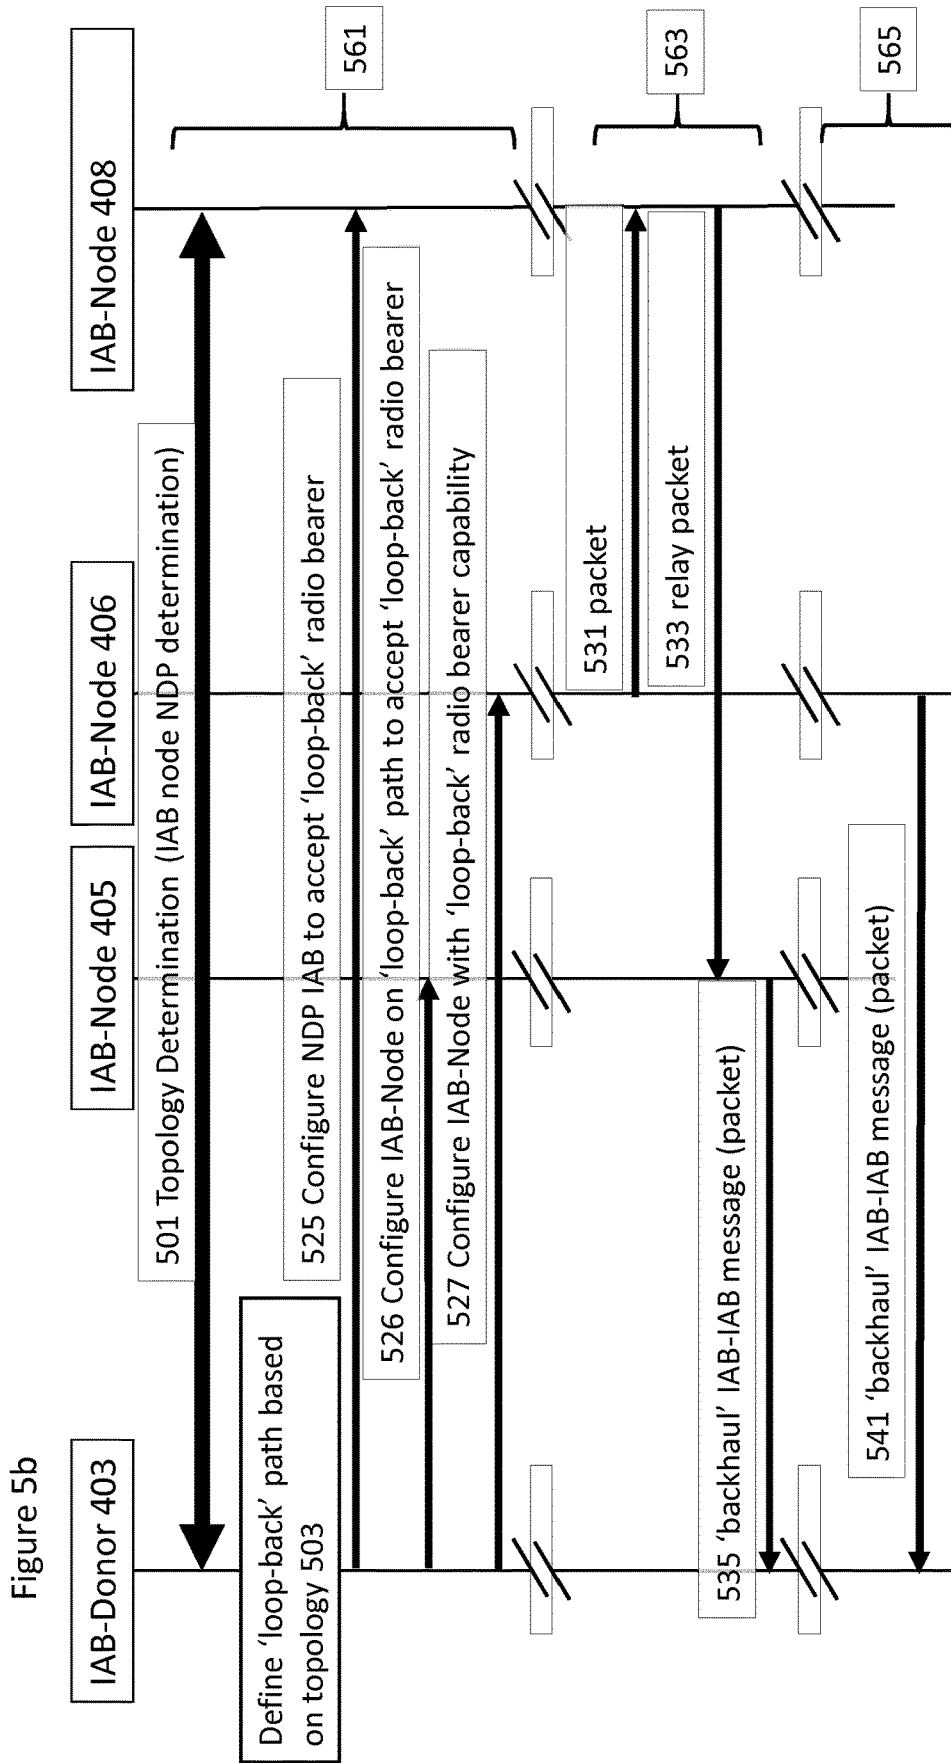 Figure 5b
IAB-Donor 403
IAB-Node 405
IAB-Node 406
IAB-Node 408
501 Topology Determination (IAB node NDP determination)
Define ‘loop-back’ path based
on topology 503
525 Configure NDP IAB to accept ‘loop-back’ radio bearer
526 Configure IAB-Node on ‘loop-back’ path to accept ‘loop-back’ radio bearer
527 Configure IAB-Node with ‘loop-back’ radio bearer capability
561
531 packet
533 relay packet
563
535 ‘backhaul’ IAB-IAB message (packet)
541 ‘backhaul’ IAB-IAB message (packet)
565